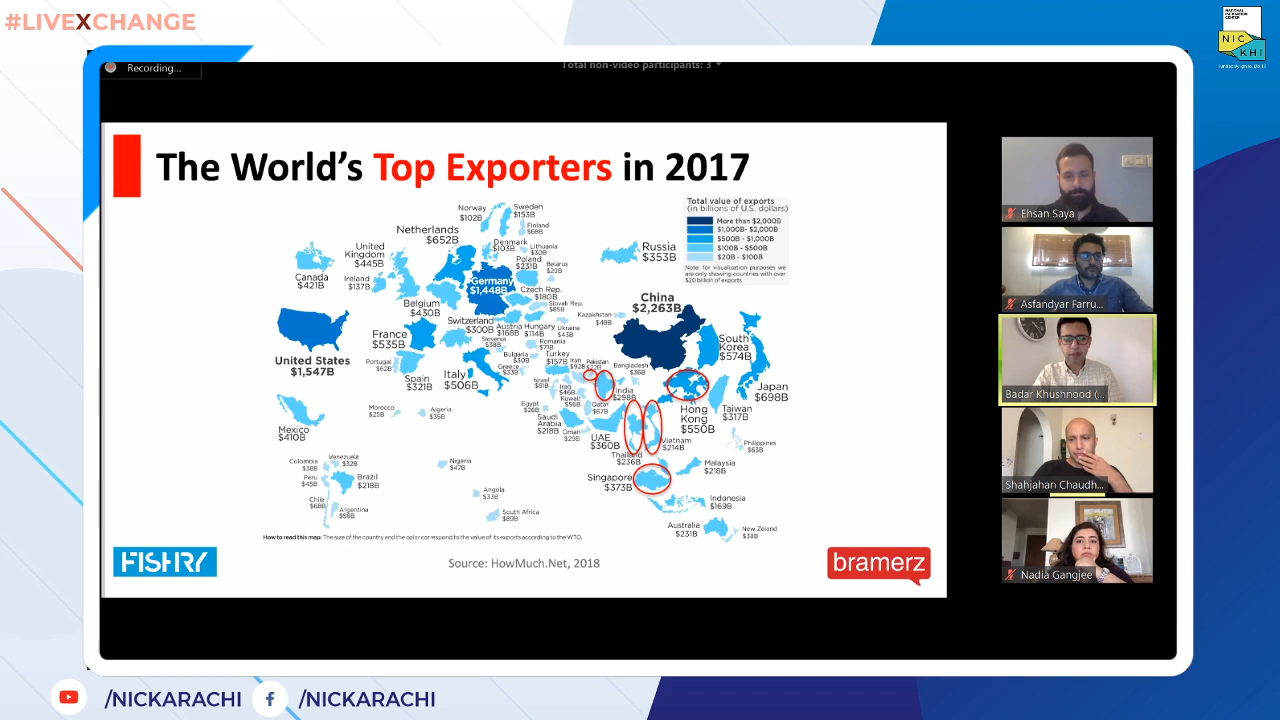 #LIVEXCHANGE
NATIONAL
INCUBATION
CENTER
NIC
KHI
Recording...
Total non-video participants: 3
The World's Top Exporters in 2017
Total value of exports
(in billions of U.S. dollars)
More than $2,000B
$1,000B- $2,000B
$500B - $1,000B
$100B - $500B
$20B - $100B
Note: for visualization purposes we
are only showing countries with over
$20 billion of exports.
Norway
$102B
Sweden
$153B
Finland
$68B
Netherlands
$652B
Denmark
$103B
Lithuania
$30B
United
Kingdom
$445B
Poland
$231B
Belarus
$29B
Russia
$353B
Canada
$421B
Ireland
$137B
Germany
$1,448B
Czech Rep.
$180B
Belgium
$430B
Slovak Rep.
$85B
China
$2,263B
Switzerland
$300B
Austria
$168B
Hungary
$114B
Ukraine
$43B
Kazakhstan
$48B
France
$535B
Slovenia
$38B
Romania
$71B
South
Korea
$574B
United States
$1,547B
Portugal
$62B
Bulgaria
$30B
Turkey
$157B
Iran
$92B
Pakistan
Bangladesh
$36B
Spain
$321B
Italy
$506B
Greece
$33B
Israel
$61B
Iraq
$46B
Kuwait
$56B
India
$298B
Japan
$698B
Qatar
$67B
Morocco
$25B
Algeria
$35B
Egypt
$26B
Saudi
Arabia
$218B
Oman
$29B
UAE
$360B
Hong
Kong
$550B
Taiwan
$317B
Mexico
$410B
Vietnam
$214B
Philippines
$63B
Thailand
$236B
Colombia
$38B
Venezuela
$32B
Nigeria
$47B
Malaysia
$218B
Peru
$45B
Brazil
$218B
Singapore
$373B
Angola
$33B
Chile
$68B
Argentina
$58B
South Africa
$89B
Indonesia
$169B
Australia
$231B
New Zeland
$38B
How to read this map: The size of the country and the color correspond to the value of its exports according to the WTO.
FISHRY
Source: HowMuch.Net, 2018
bramerz
Ehsan Saya
Asfandyar Farru...
Badar Khushnood (...
Shahjahan Chaudh...
Nadia Gangjee
/NICKARACHI
/NICKARACHI